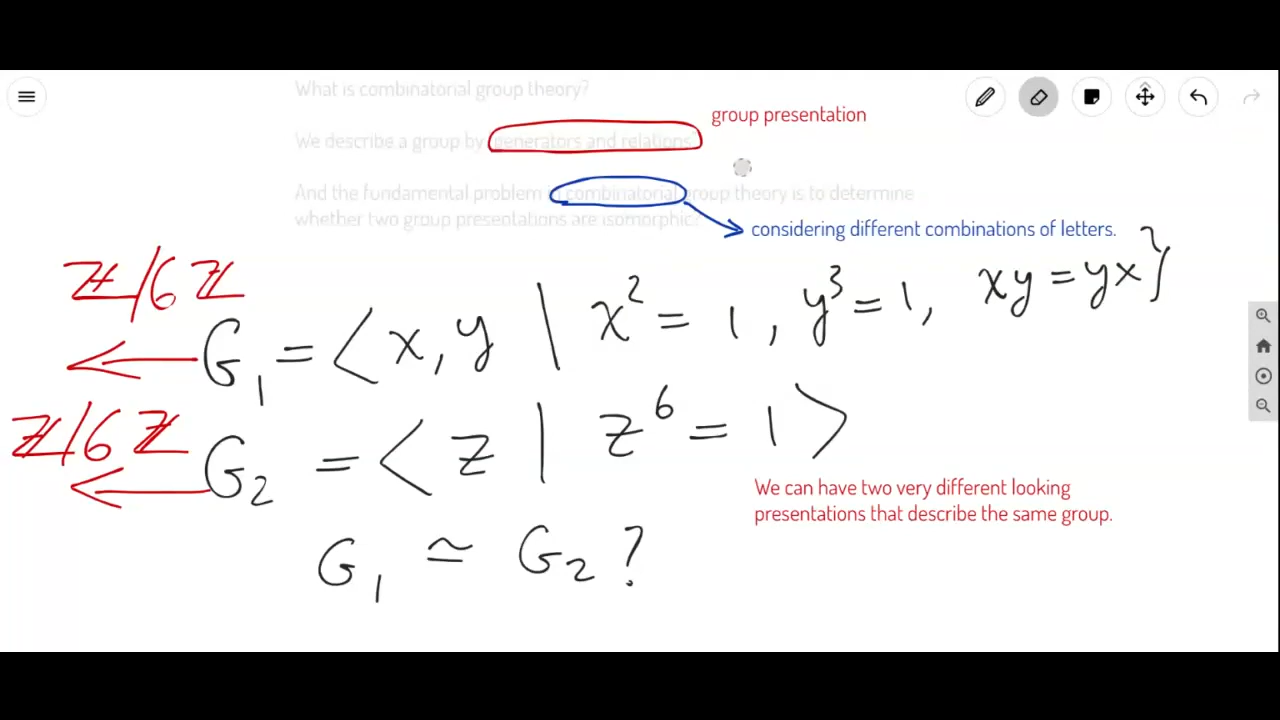 What is combinatorial group theory?
group presentation
We describe a group by generators and relations.
And the fundamental problem in combinatorial group theory is to determine
whether two group presentations are isomorphic?
considering different combinations of letters.
ℤ/6ℤ
G₁ = ⟨x, y | x² = 1, y³ = 1, xy = yx}
ℤ/6ℤ
G₂ = ⟨z | z⁶ = 1⟩
We can have two very different looking
presentations that describe the same group.
G₁ ≃ G₂ ?